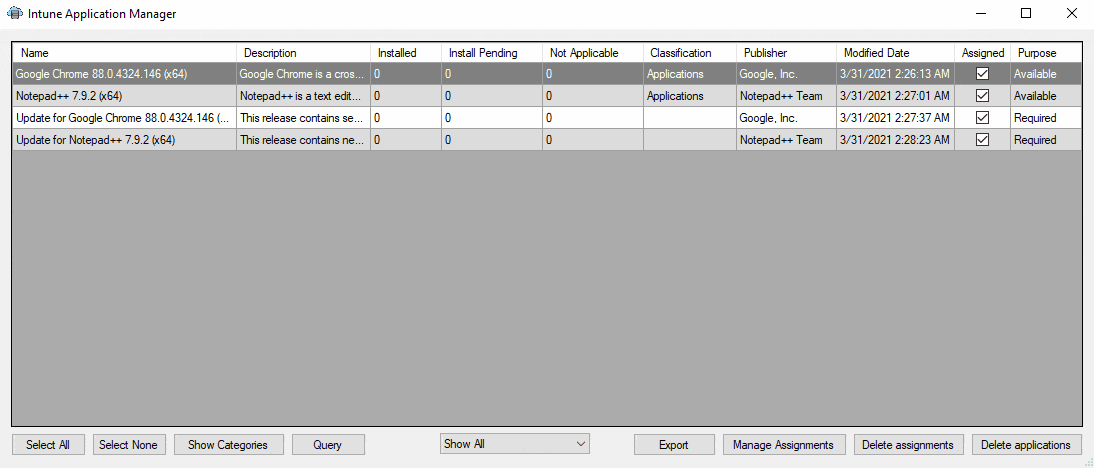 Intune Application Manager
Name Description Installed Install Pending Not Applicable Classification Publisher Modified Date Assigned Purpose
Google Chrome 88.0.4324.146 (x64) Google Chrome is a cros... 0 0 0 Applications Google, Inc. 3/31/2021 2:26:13 AM Available
Notepad++ 7.9.2 (x64) Notepad++ is a text edit... 0 0 0 Applications Notepad++ Team 3/31/2021 2:27:01 AM Available
Update for Google Chrome 88.0.4324.146 (... This release contains se... 0 0 0 Google, Inc. 3/31/2021 2:27:37 AM Required
Update for Notepad++ 7.9.2 (x64) This release contains ne... 0 0 0 Notepad++ Team 3/31/2021 2:28:23 AM Required
Select All Select None Show Categories Query Show All Export Manage Assignments Delete assignments Delete applications